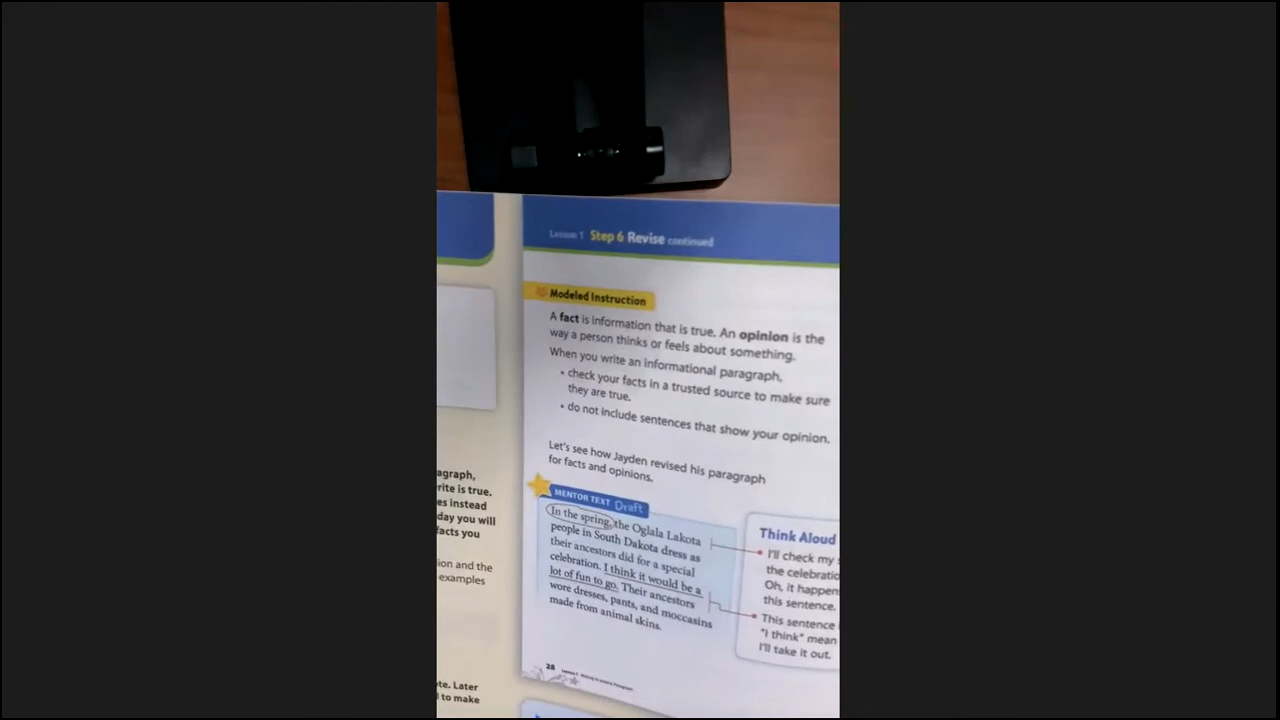 Lesson 1 Step 6 Revise continued
Modeled Instruction
A fact is information that is true. An opinion is the
way a person thinks or feels about something.
When you write an informational paragraph,
• check your facts in a trusted source to make sure
they are true.
• do not include sentences that show your opinion.
Let's see how Jayden revised his paragraph
for facts and opinions.
MENTOR TEXT Draft
In the spring, the Oglala Lakota
people in South Dakota dress as
their ancestors did for a special
celebration. I think it would be a
lot of fun to go. Their ancestors
wore dresses, pants, and moccasins
made from animal skins.
Think Aloud
• I'll check my
the celebratio
Oh, it happen
this sentence.
• This sentence
"I think" mean
I'll take it out.
28
agraph,
rite is true.
es instead
day you will
facts you
ion and the
examples
te. Later
to make